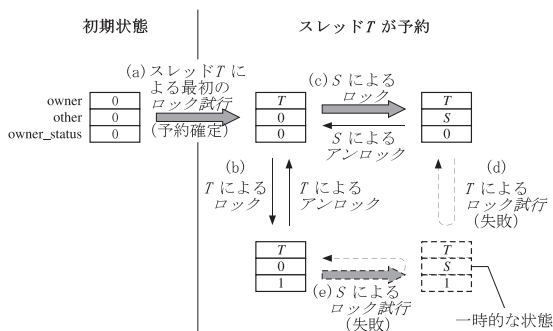 初期状態
スレッドTが予約
(a)スレッドTに
よる最初の
ロック試行
(予約確定)
owner 0
other 0
owner_status 0
T
0
0
(c)Sによる
ロック
Sによる
アンロック
T
S
0
(b)
Tによる
ロック
Tによる
アンロック
(d)
Tによる
ロック試行
(失敗)
T
0
1
(e)Sによる
ロック試行
(失敗)
T
S
1
一時的な状態